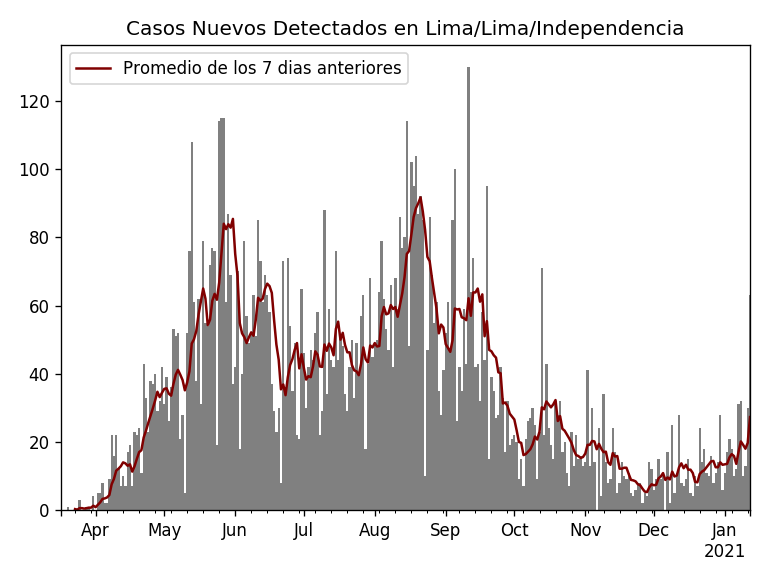 Casos Nuevos Detectados en Lima/Lima/Independencia
Promedio de los 7 dias anteriores
120
100
80
60
40
20
0
Apr May Jun Jul Aug Sep Oct Nov Dec Jan
2021